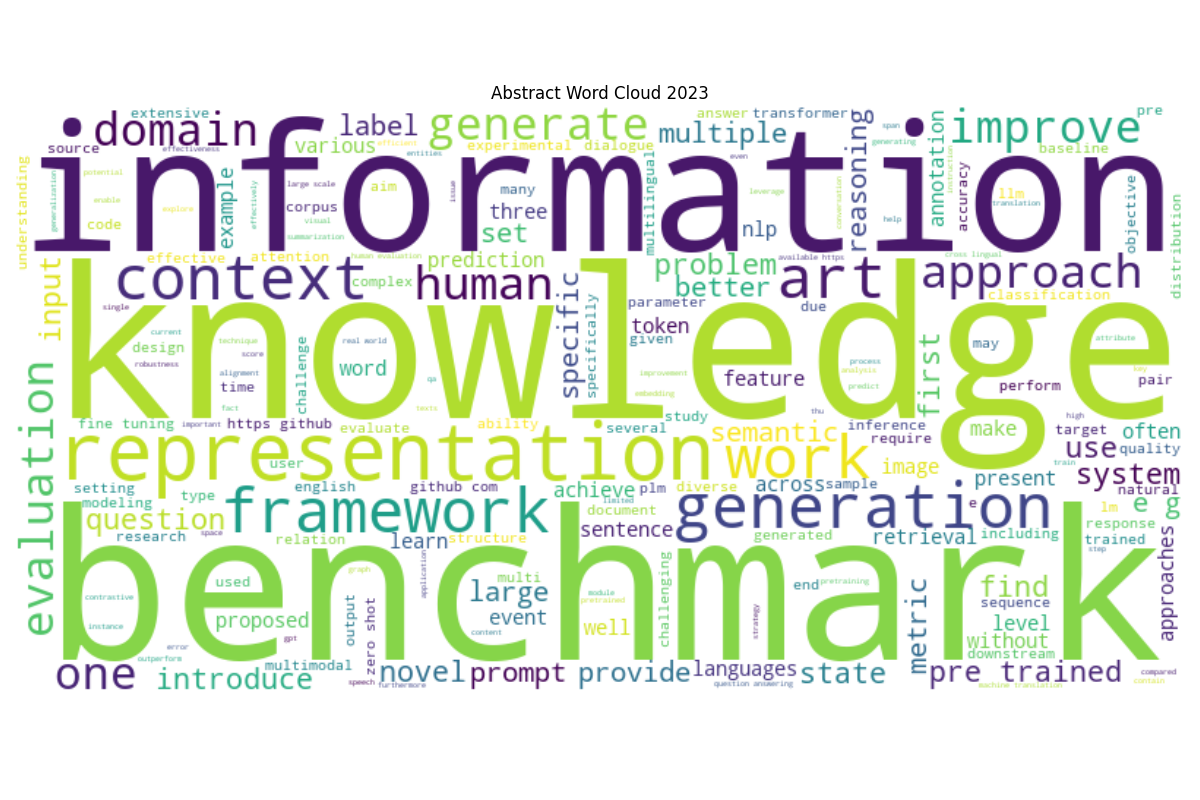 Abstract Word Cloud 2023
extensive
answer
transformer
pre
domain
label
generate
multiple
improve
source
effectiveness
various
efficient
entities
experimental
dialogue
even
span
generating
reasoning
annotation
baseline
information
understanding
generalization
potential
enable
explore
code
example
effectively
large scale
corpus
visual
summarization
aim
issue
many
three
set
multilingual
nlp
leverage
conversation
help
instruction
accuracy
llm
translation
objective
distribution
effective
attention
human evaluation
prediction
problem
available https
cross lingual
input
context
complex
human
better
art
approach
classification
specific
specifically
parameter
due
single
token
given
knowledge
current
design
robustness
technique
score
alignment
time
challenge
real world
word
qa
fact
texts
improvement
embedding
feature
process
analysis
predict
first
may
perform
attribute
key
pair
evaluation
fine tuning
important
https github
evaluate
ability
several
study
thu
inference
require
make
high
target
often
representation
semantic
work
use
quality
user
image
train
system
setting
modeling
type
english
github com
achieve
plm
diverse
across
sample
present
natural
question
framework
limited
document
generation
e
lm
e g
research
space
relation
learn
structure
sentence
generated
retrieval
including
response
trained
step
benchmark
approaches
contrastive
instance
used
proposed
graph
application
large
multi
event
content
module
pretrained
well
challenging
end
pretraining
strategy
metric
find
sequence
level
without
downstream
gpt
output
zero shot
error
outperform
one
introduce
multimodal
speech
novel
furthermore
prompt
provide
languages
question answering
state
pre trained
machine translation
compared
contain